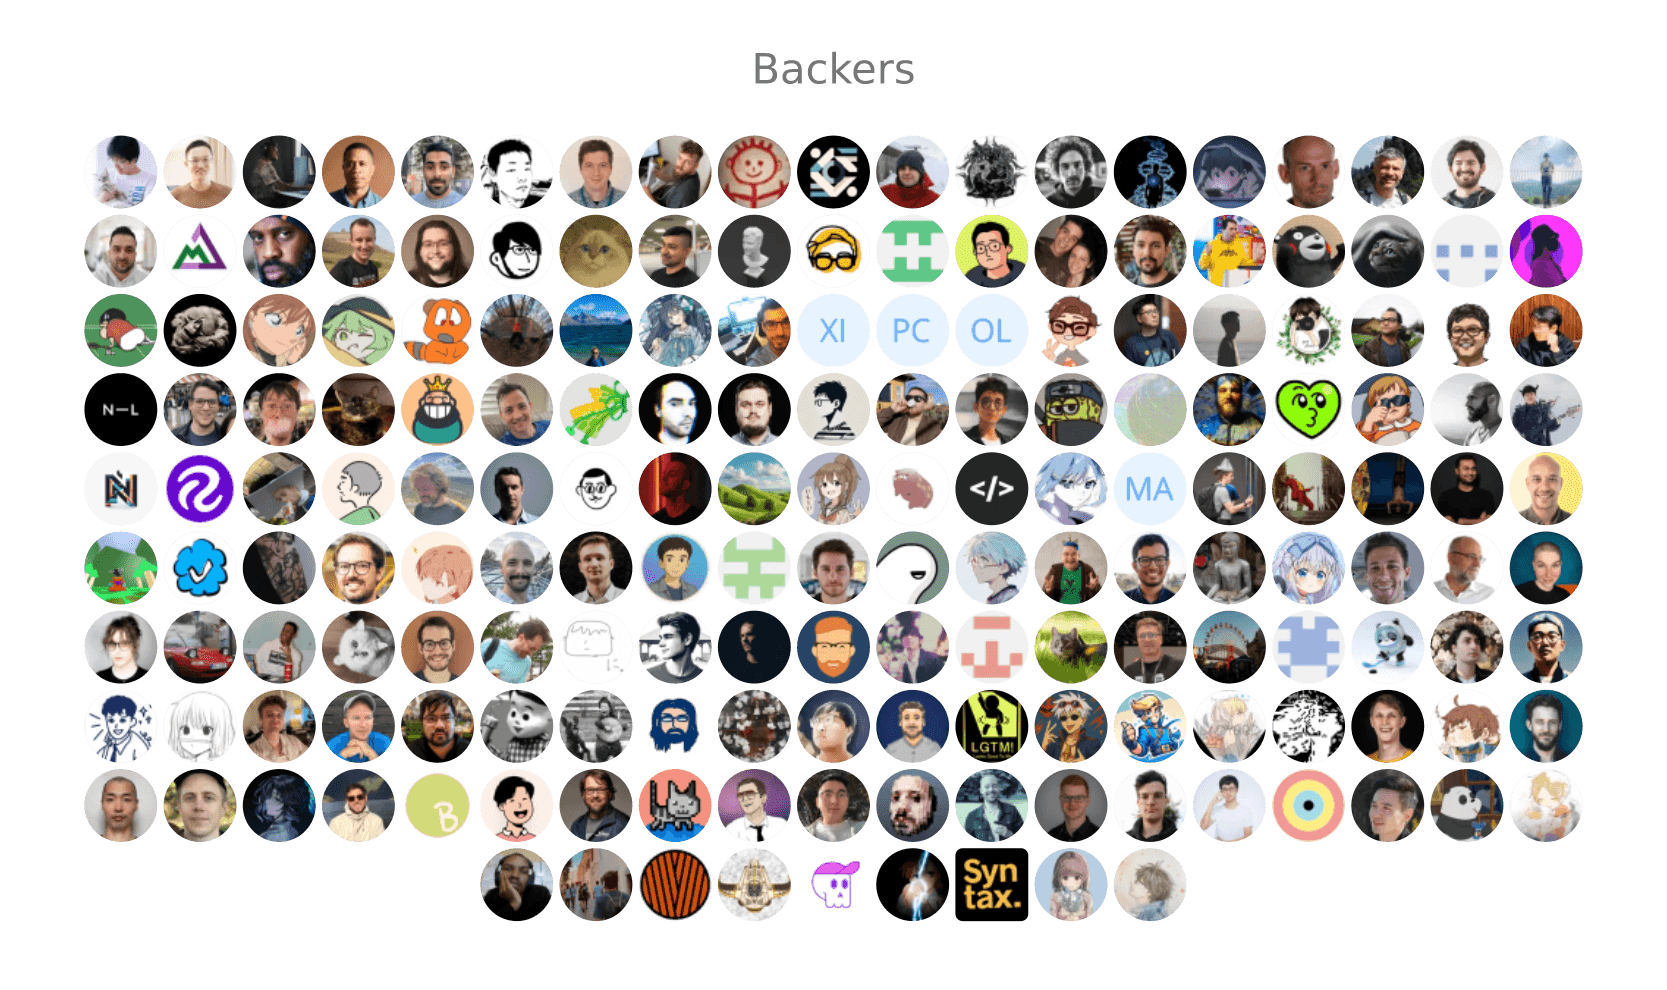 Backers
XI
PC
OL
N—L
</>
MA
LGTM!
B
Syn
tax.